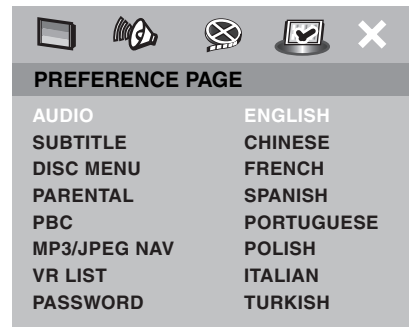 PREFERENCE PAGE
AUDIO ENGLISH
SUBTITLE CHINESE
DISC MENU FRENCH
PARENTAL SPANISH
PBC PORTUGUESE
MP3/JPEG NAV POLISH
VR LIST ITALIAN
PASSWORD TURKISH